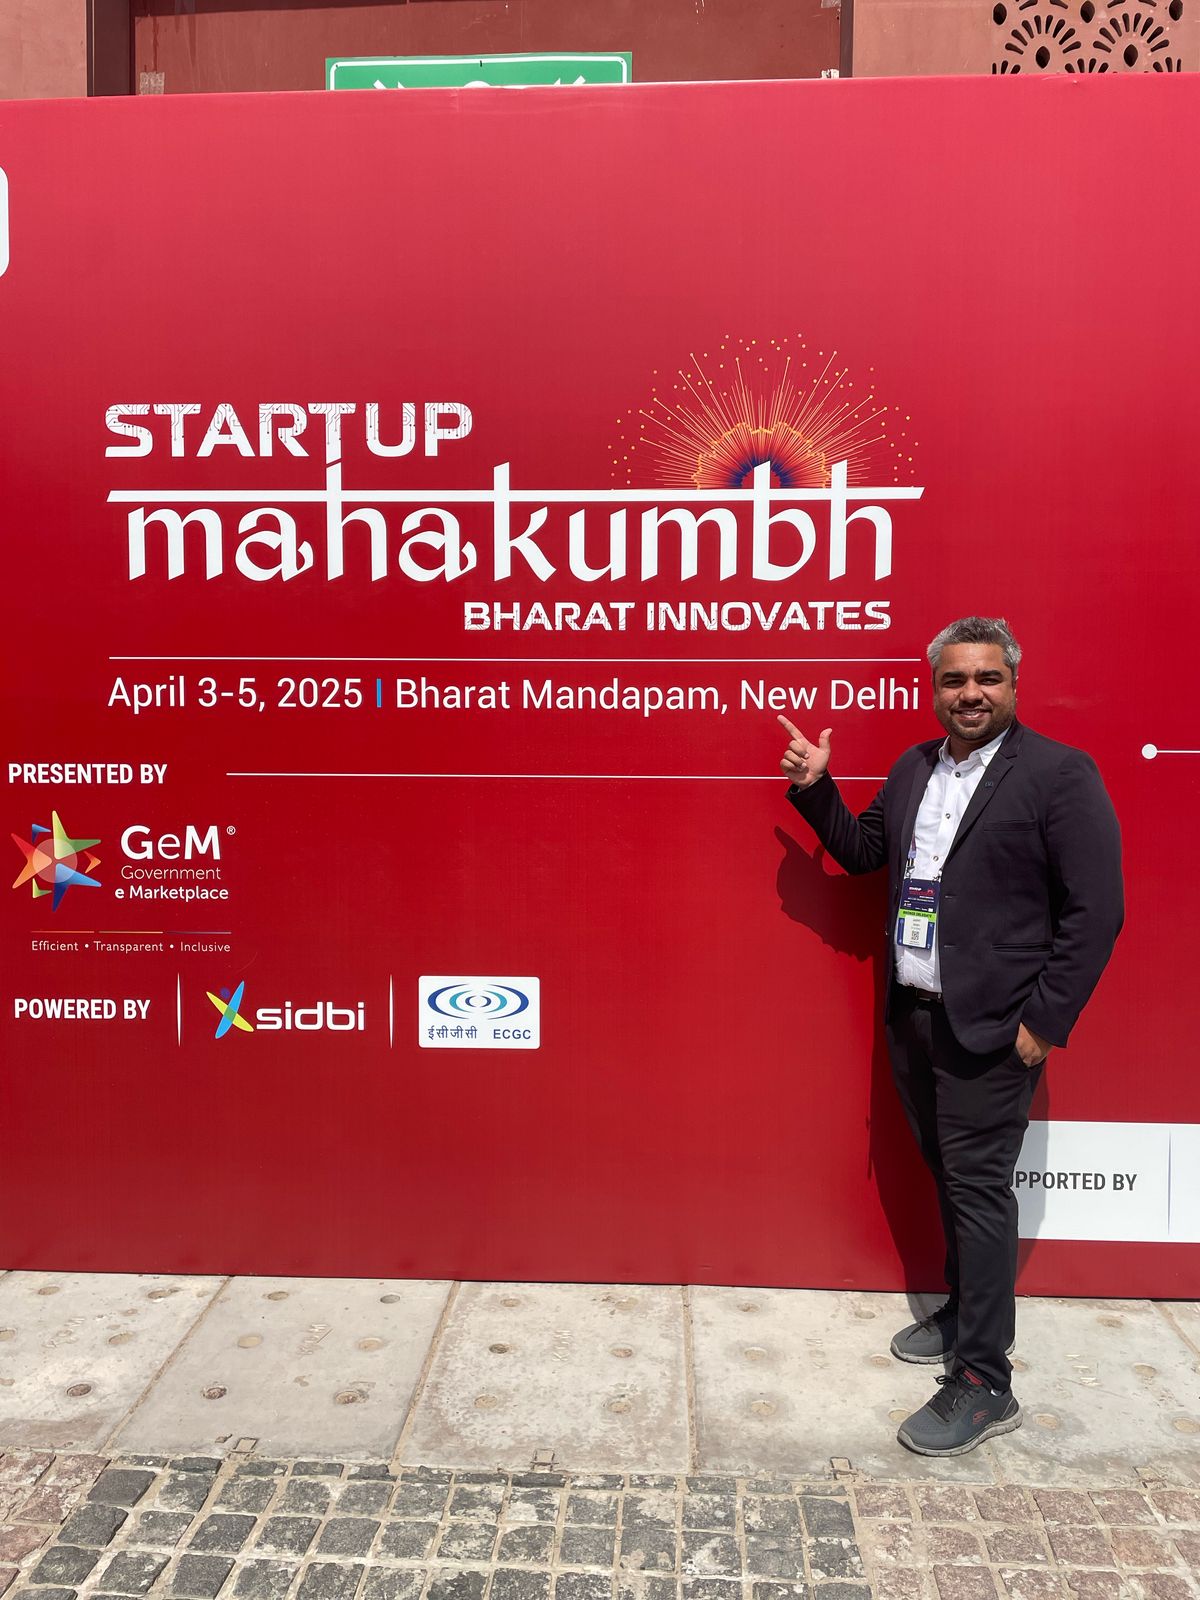 STARTUP
mahakumbh
BHARAT INNOVATES
April 3-5, 2025 | Bharat Mandapam, New Delhi
PRESENTED BY
GeM®
Government
e Marketplace
Efficient • Transparent • Inclusive
POWERED BY
sidbi
ईसीजीसी ECGC
UPPORTED BY